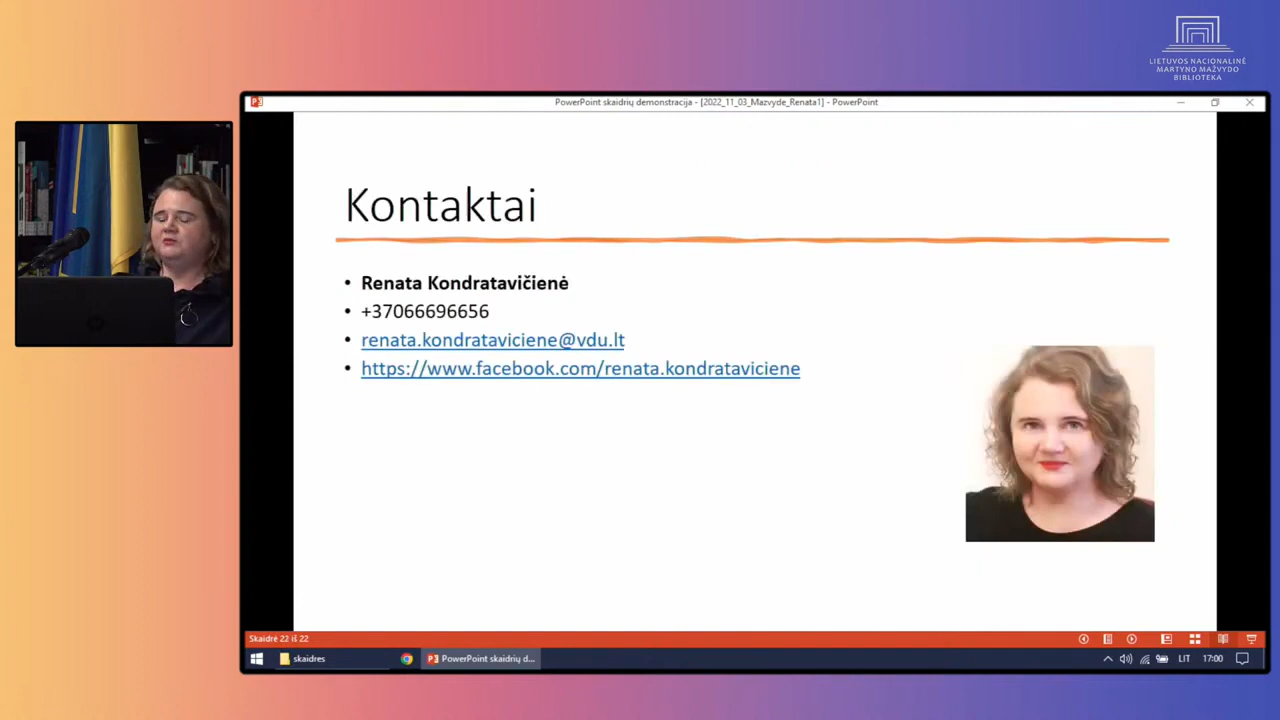 LIETUVOS NACIONALINĖ
MARTYNO MAŽVYDO
BIBLIOTEKA
PowerPoint skaidrių demonstracija - [2022_11_03_Mazvyde_Renata1] - PowerPoint
Kontaktai
• Renata Kondratavičienė
• +37066696656
• renata.kondrataviciene@vdu.lt
• https://www.facebook.com/renata.kondrataviciene
Skaidrė 22 iš 22
skaidres
PowerPoint skaidrių d...
LIT
17:00